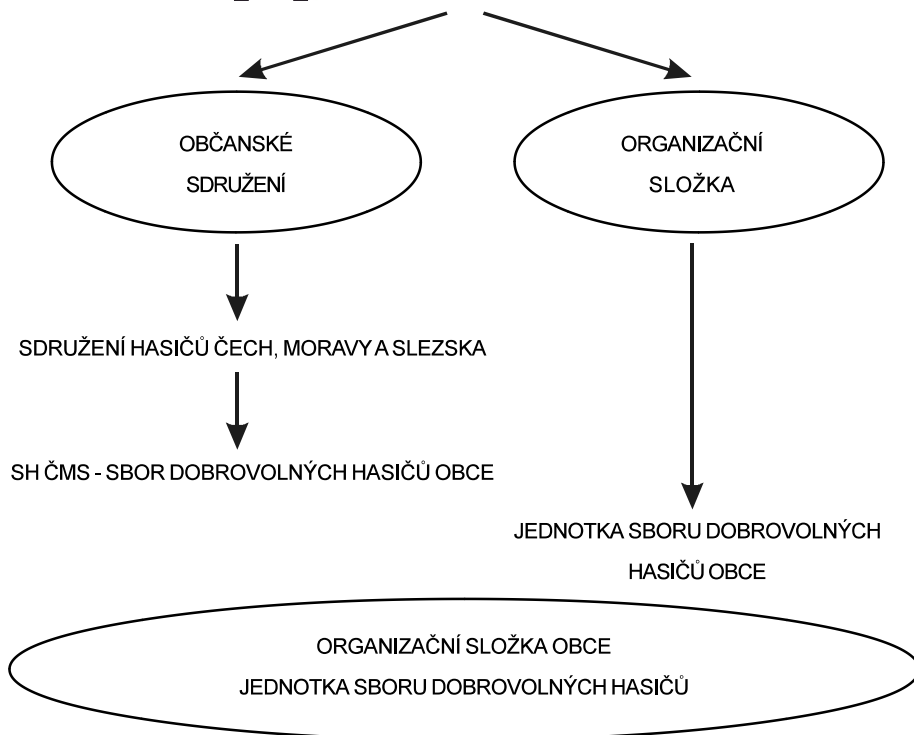 OBČANSKÉ
SDRUŽENÍ
ORGANIZAČNÍ
SLOŽKA
SDRUŽENÍ HASIČŮ ČECH, MORAVY A SLEZSKA
SH ČMS - SBOR DOBROVOLNÝCH HASIČŮ OBCE
JEDNOTKA SBORU DOBROVOLNÝCH
HASIČŮ OBCE
ORGANIZAČNÍ SLOŽKA OBCE
JEDNOTKA SBORU DOBROVOLNÝCH HASIČŮ